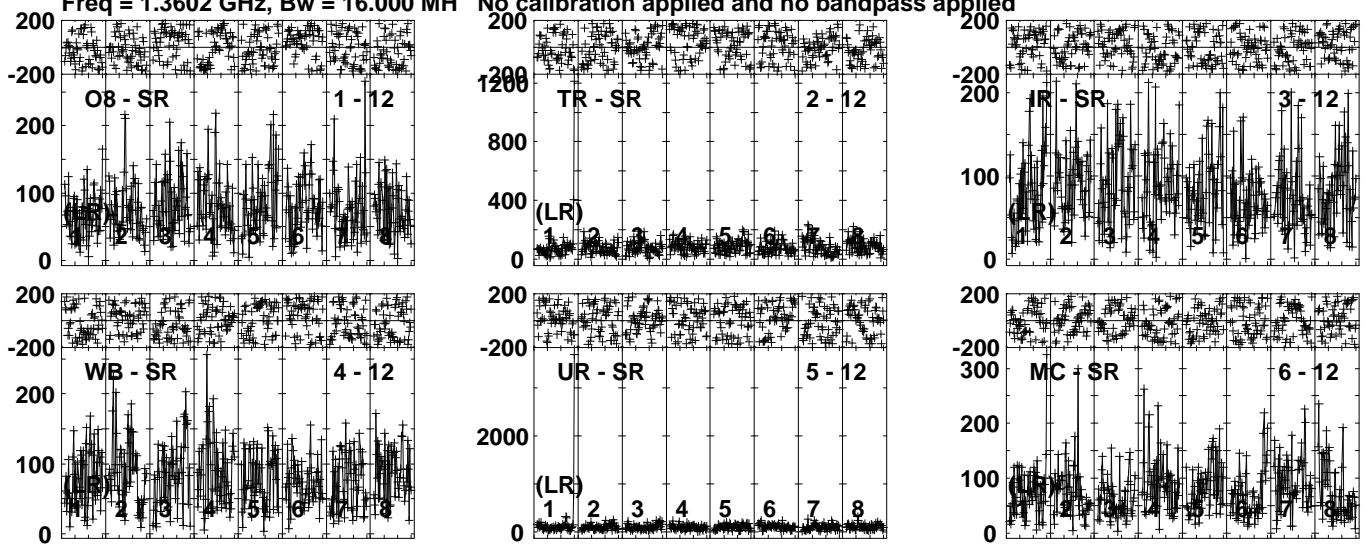 Freq = 1.3602 GHz, Bw = 16.000 MH   No calibration applied and no bandpass applied
200
-200
O8 - SR 1 - 12
200
100
0
(LR)
1 2 3 4 5 6 7 8
200
-200
TR - SR 2 - 12
1200
800
400
0
(LR)
1 2 3 4 5 6 7 8
200
-200
IR - SR 3 - 12
200
100
0
(LR)
1 2 3 4 5 6 7 8
200
-200
WB - SR 4 - 12
200
100
0
(LR)
1 2 3 4 5 6 7 8
200
-200
UR - SR 5 - 12
2000
0
(LR)
1 2 3 4 5 6 7 8
200
-200
MC - SR 6 - 12
300
200
100
0
(LR)
1 2 3 4 5 6 7 8